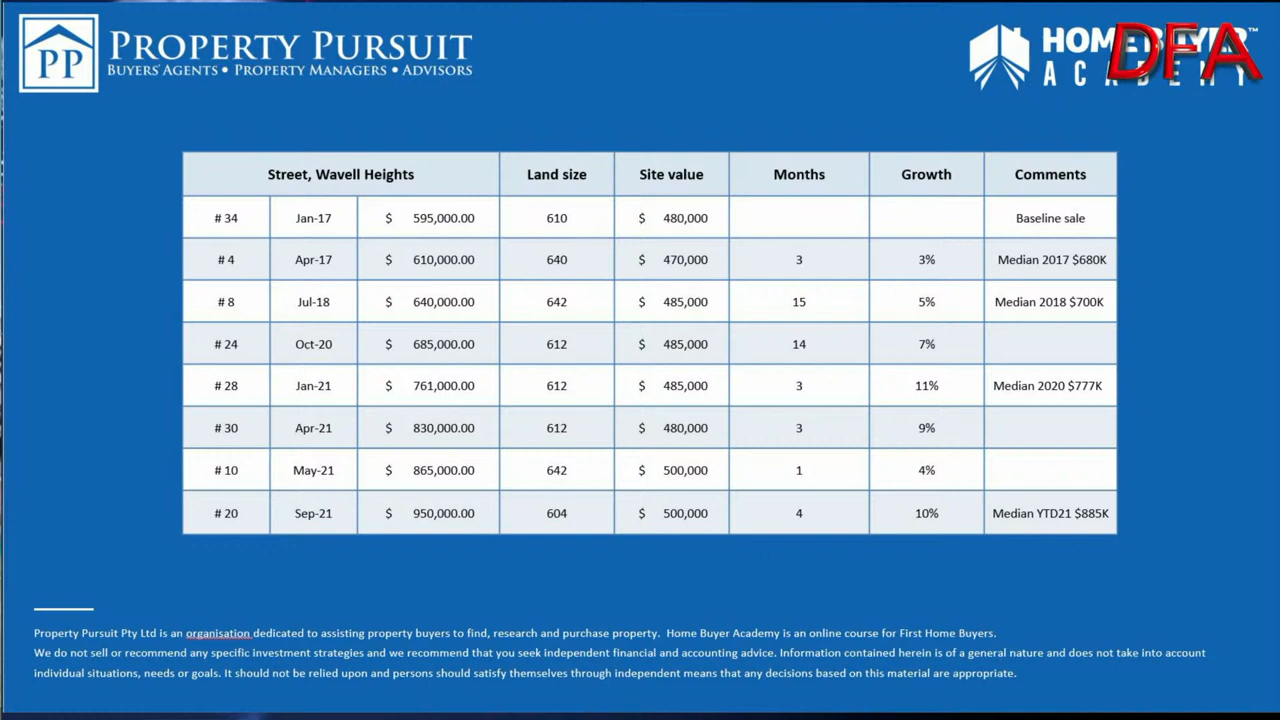 PP
PROPERTY PURSUIT
BUYERS' AGENTS • PROPERTY MANAGERS • ADVISORS
HOME BUYER™
ACADEMY
DFA
Street, Wavell Heights Land size Site value Months Growth Comments
# 34 Jan-17 $ 595,000.00 610 $ 480,000 Baseline sale
# 4 Apr-17 $ 610,000.00 640 $ 470,000 3 3% Median 2017 $680K
# 8 Jul-18 $ 640,000.00 642 $ 485,000 15 5% Median 2018 $700K
# 24 Oct-20 $ 685,000.00 612 $ 485,000 14 7%
# 28 Jan-21 $ 761,000.00 612 $ 485,000 3 11% Median 2020 $777K
# 30 Apr-21 $ 830,000.00 612 $ 480,000 3 9%
# 10 May-21 $ 865,000.00 642 $ 500,000 1 4%
# 20 Sep-21 $ 950,000.00 604 $ 500,000 4 10% Median YTD21 $885K
Property Pursuit Pty Ltd is an organisation dedicated to assisting property buyers to find, research and purchase property. Home Buyer Academy is an online course for First Home Buyers.
We do not sell or recommend any specific investment strategies and we recommend that you seek independent financial and accounting advice. Information contained herein is of a general nature and does not take into account
individual situations, needs or goals. It should not be relied upon and persons should satisfy themselves through independent means that any decisions based on this material are appropriate.